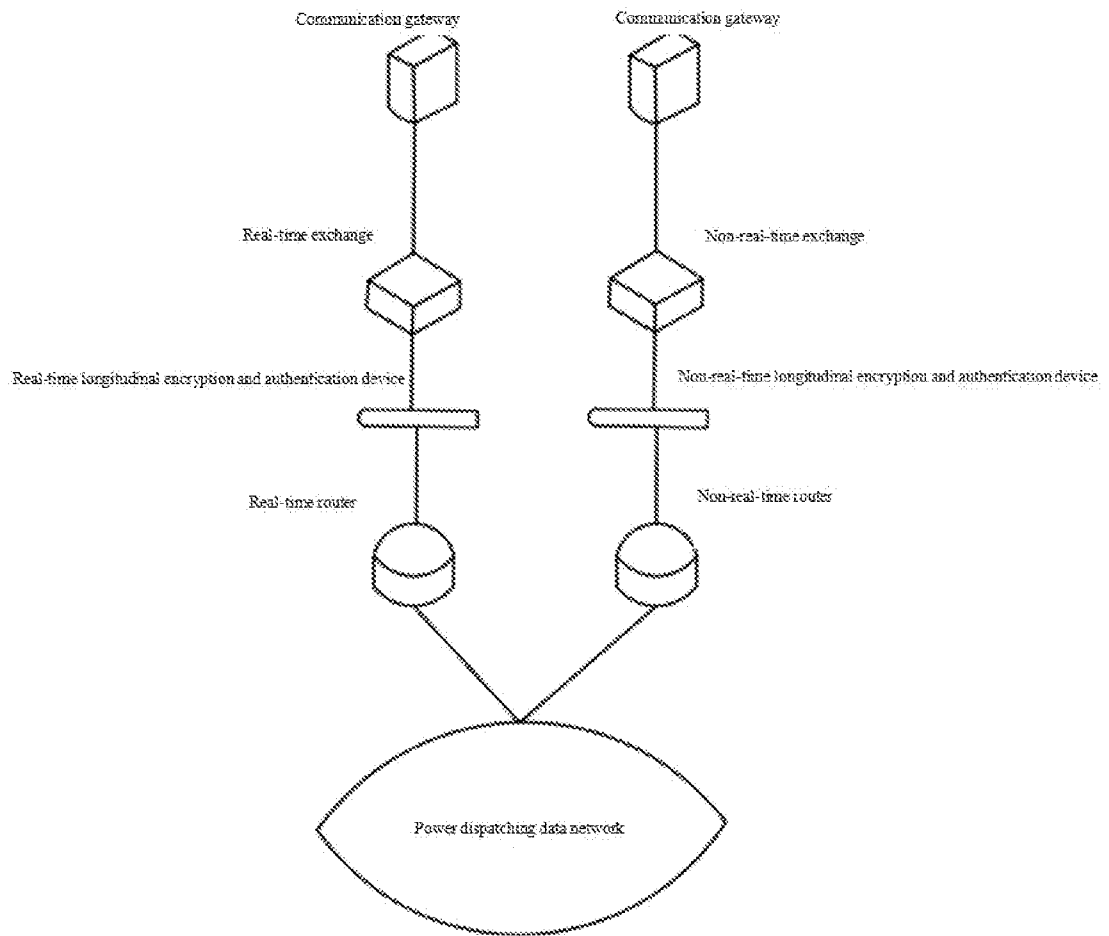 Communication gateway
Communication gateway
Real-time exchange
Non-real-time exchange
Real-time longitudinal encryption and authentication device
Non-real-time longitudinal encryption and authentication device
Real-time router
Non-real-time router
Power dispatching data network